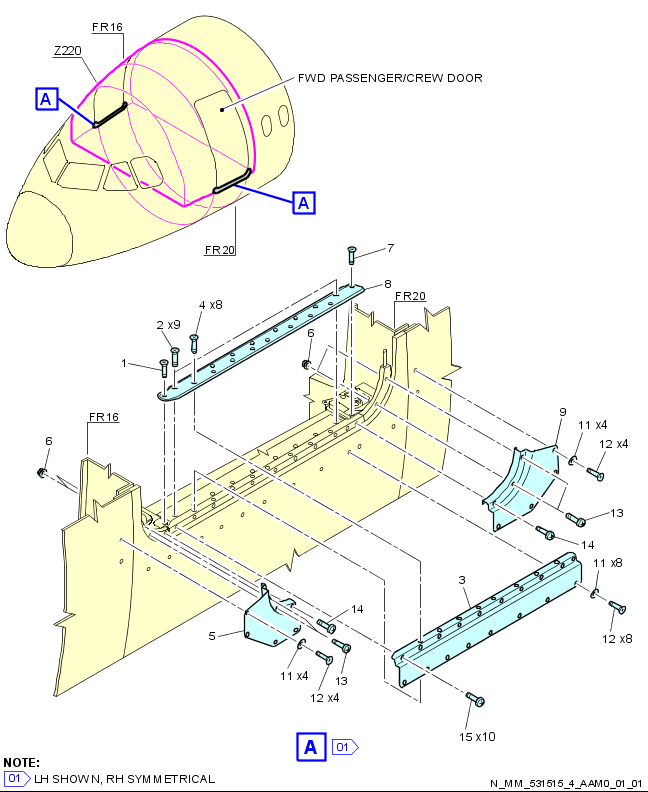 FR16
Z220
FWD PASSENGER/CREW DOOR
A
A
FR20
7
8
4 x8
FR20
2 x9
6
1
9
FR16
11 x4
6
12 x4
13
14
3
11 x8
14
5
12 x8
11 x4
13
12 x4
15 x10
A 01
NOTE:
01 LH SHOWN, RH SYMMETRICAL
N_MM_531515_4_AAM0_01_01